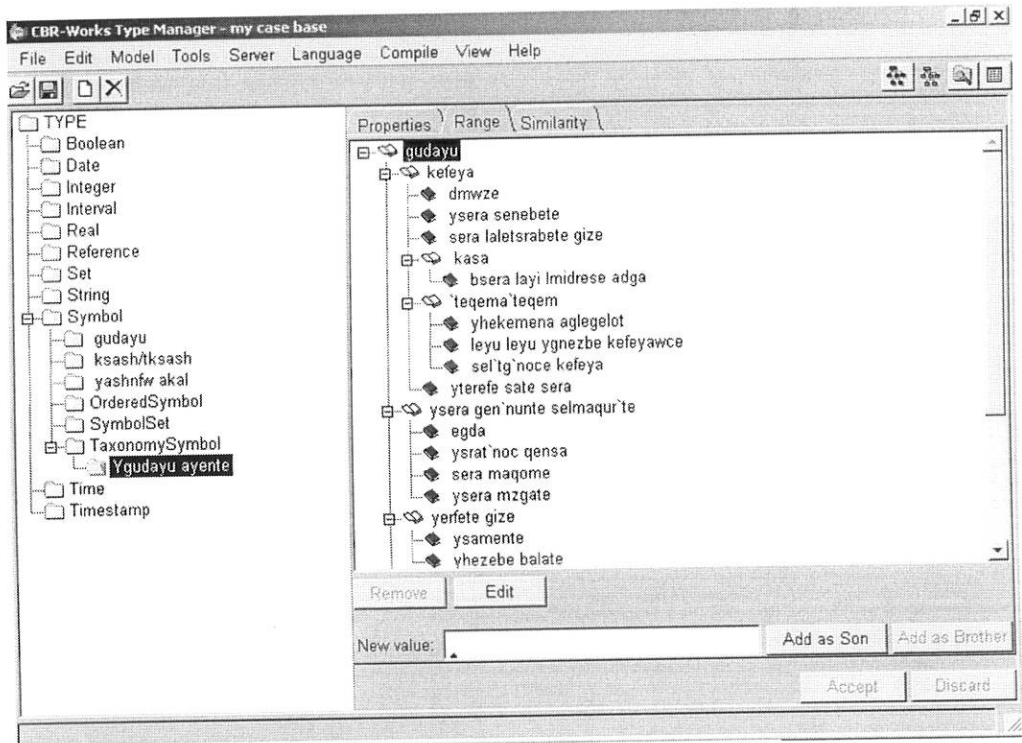 CBR-Works Type Manager - my case base
File Edit Model Tools Server Language Compile View Help
TYPE
Boolean
Date
Integer
Interval
Real
Reference
Set
String
Symbol
gudayu
ksash/tksash
yashnfw akal
OrderedSymbol
SymbolSet
TaxonomySymbol
Ygudayu ayente
Time
Timestamp
Properties Range Similarity
gudayu
kefeya
dmwze
ysera senebete
sera laletsrabete gize
kasa
bsera layi lmidrese adga
`teqema`teqem
yhekemena aglegelot
leyu leyu ygnezbe kefeyawce
sel`tg`noce kefeya
yterefe sate sera
ysera gen`nunte selmaqur`te
egda
ysrat`noc qensa
sera maqome
ysera mzgate
yerfete gize
ysamente
yhezebe balate
Remove Edit
New value: Add as Son Add as Brother
Accept Discard